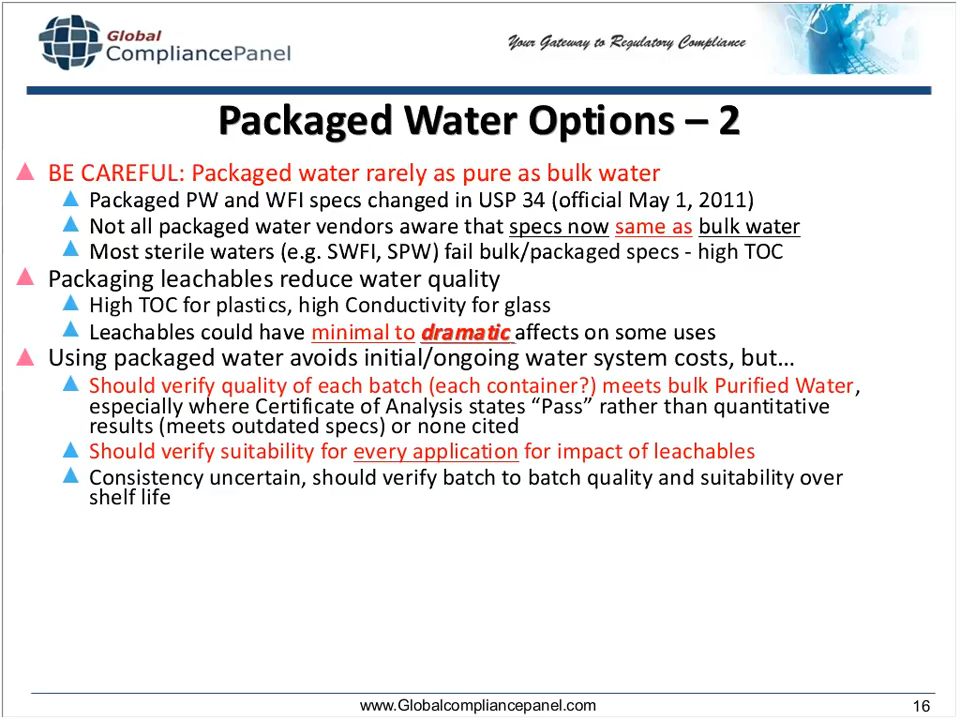 Global
CompliancePanel
Your Gateway to Regulatory Compliance
Packaged Water Options – 2
BE CAREFUL: Packaged water rarely as pure as bulk water
Packaged PW and WFI specs changed in USP 34 (official May 1, 2011)
Not all packaged water vendors aware that specs now same as bulk water
Most sterile waters (e.g. SWFI, SPW) fail bulk/packaged specs - high TOC
Packaging leachables reduce water quality
High TOC for plastics, high Conductivity for glass
Leachables could have minimal to dramatic affects on some uses
Using packaged water avoids initial/ongoing water system costs, but…
Should verify quality of each batch (each container?) meets bulk Purified Water,
especially where Certificate of Analysis states “Pass” rather than quantitative
results (meets outdated specs) or none cited
Should verify suitability for every application for impact of leachables
Consistency uncertain, should verify batch to batch quality and suitability over
shelf life
www.Globalcompliancepanel.com
16